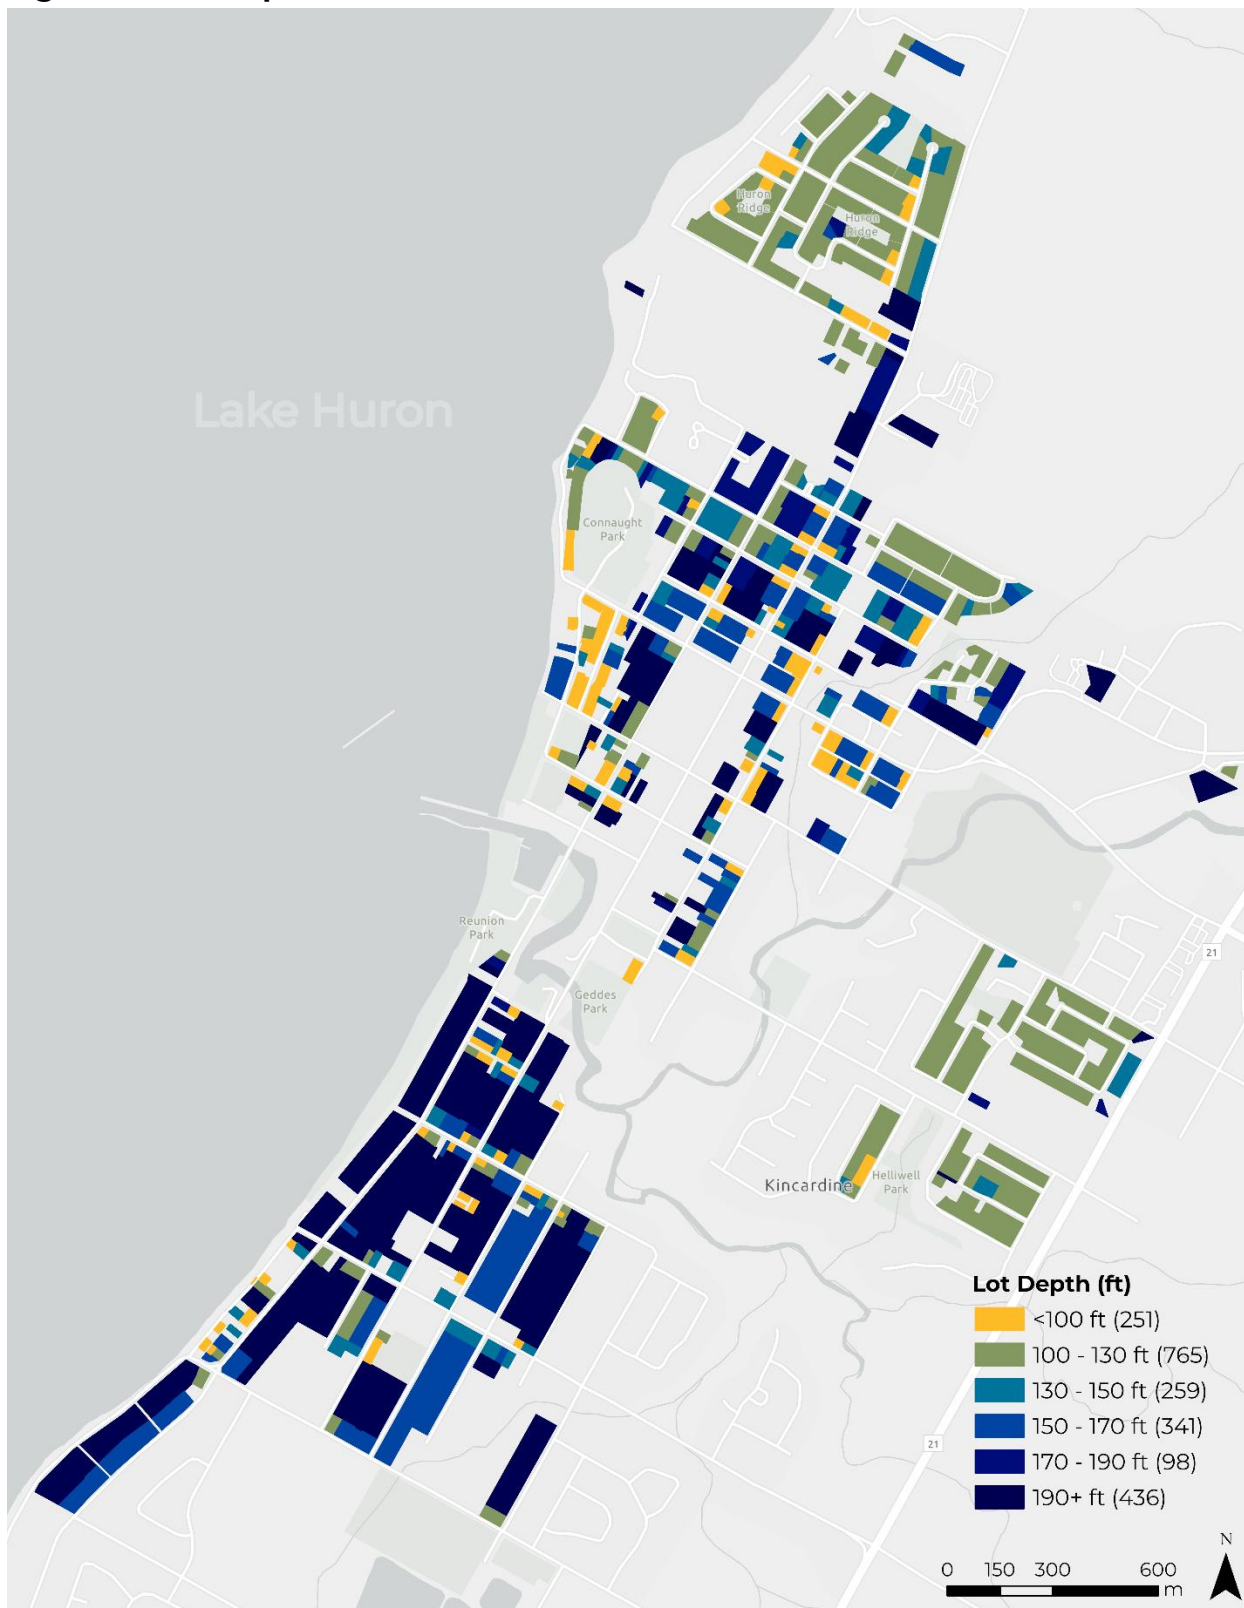 Huron
Ridge
Huron
Ridge
Lake Huron
Connaught
Park
Reunion
Park
21
Geddes
Park
Kincardine
Helliwell
Park
21
Lot Depth (ft)
<100 ft (251)
100 - 130 ft (765)
130 - 150 ft (259)
150 - 170 ft (341)
170 - 190 ft (98)
190+ ft (436)
N
0 150 300 600
m